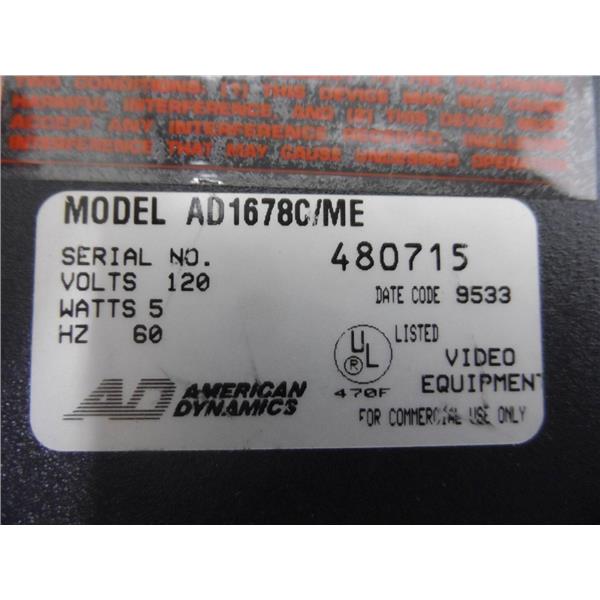 TWO CONDITIONS, (1) THIS DEVICE MAY NOT CAUSE
HARMFUL INTERFERENCE, AND (2) THIS DEVICE MUST
ACCEPT ANY INTERFERENCE RECEIVED, INCLUDING
INTERFERENCE THAT MAY CAUSE UNDESIRED OPERATION
MODEL AD1678C/ME
SERIAL NO. 480715
VOLTS 120
DATE CODE 9533
WATTS 5
HZ 60
UL
®
LISTED
470F
VIDEO
EQUIPMENT
AD AMERICAN
DYNAMICS
FOR COMMERCIAL USE ONLY